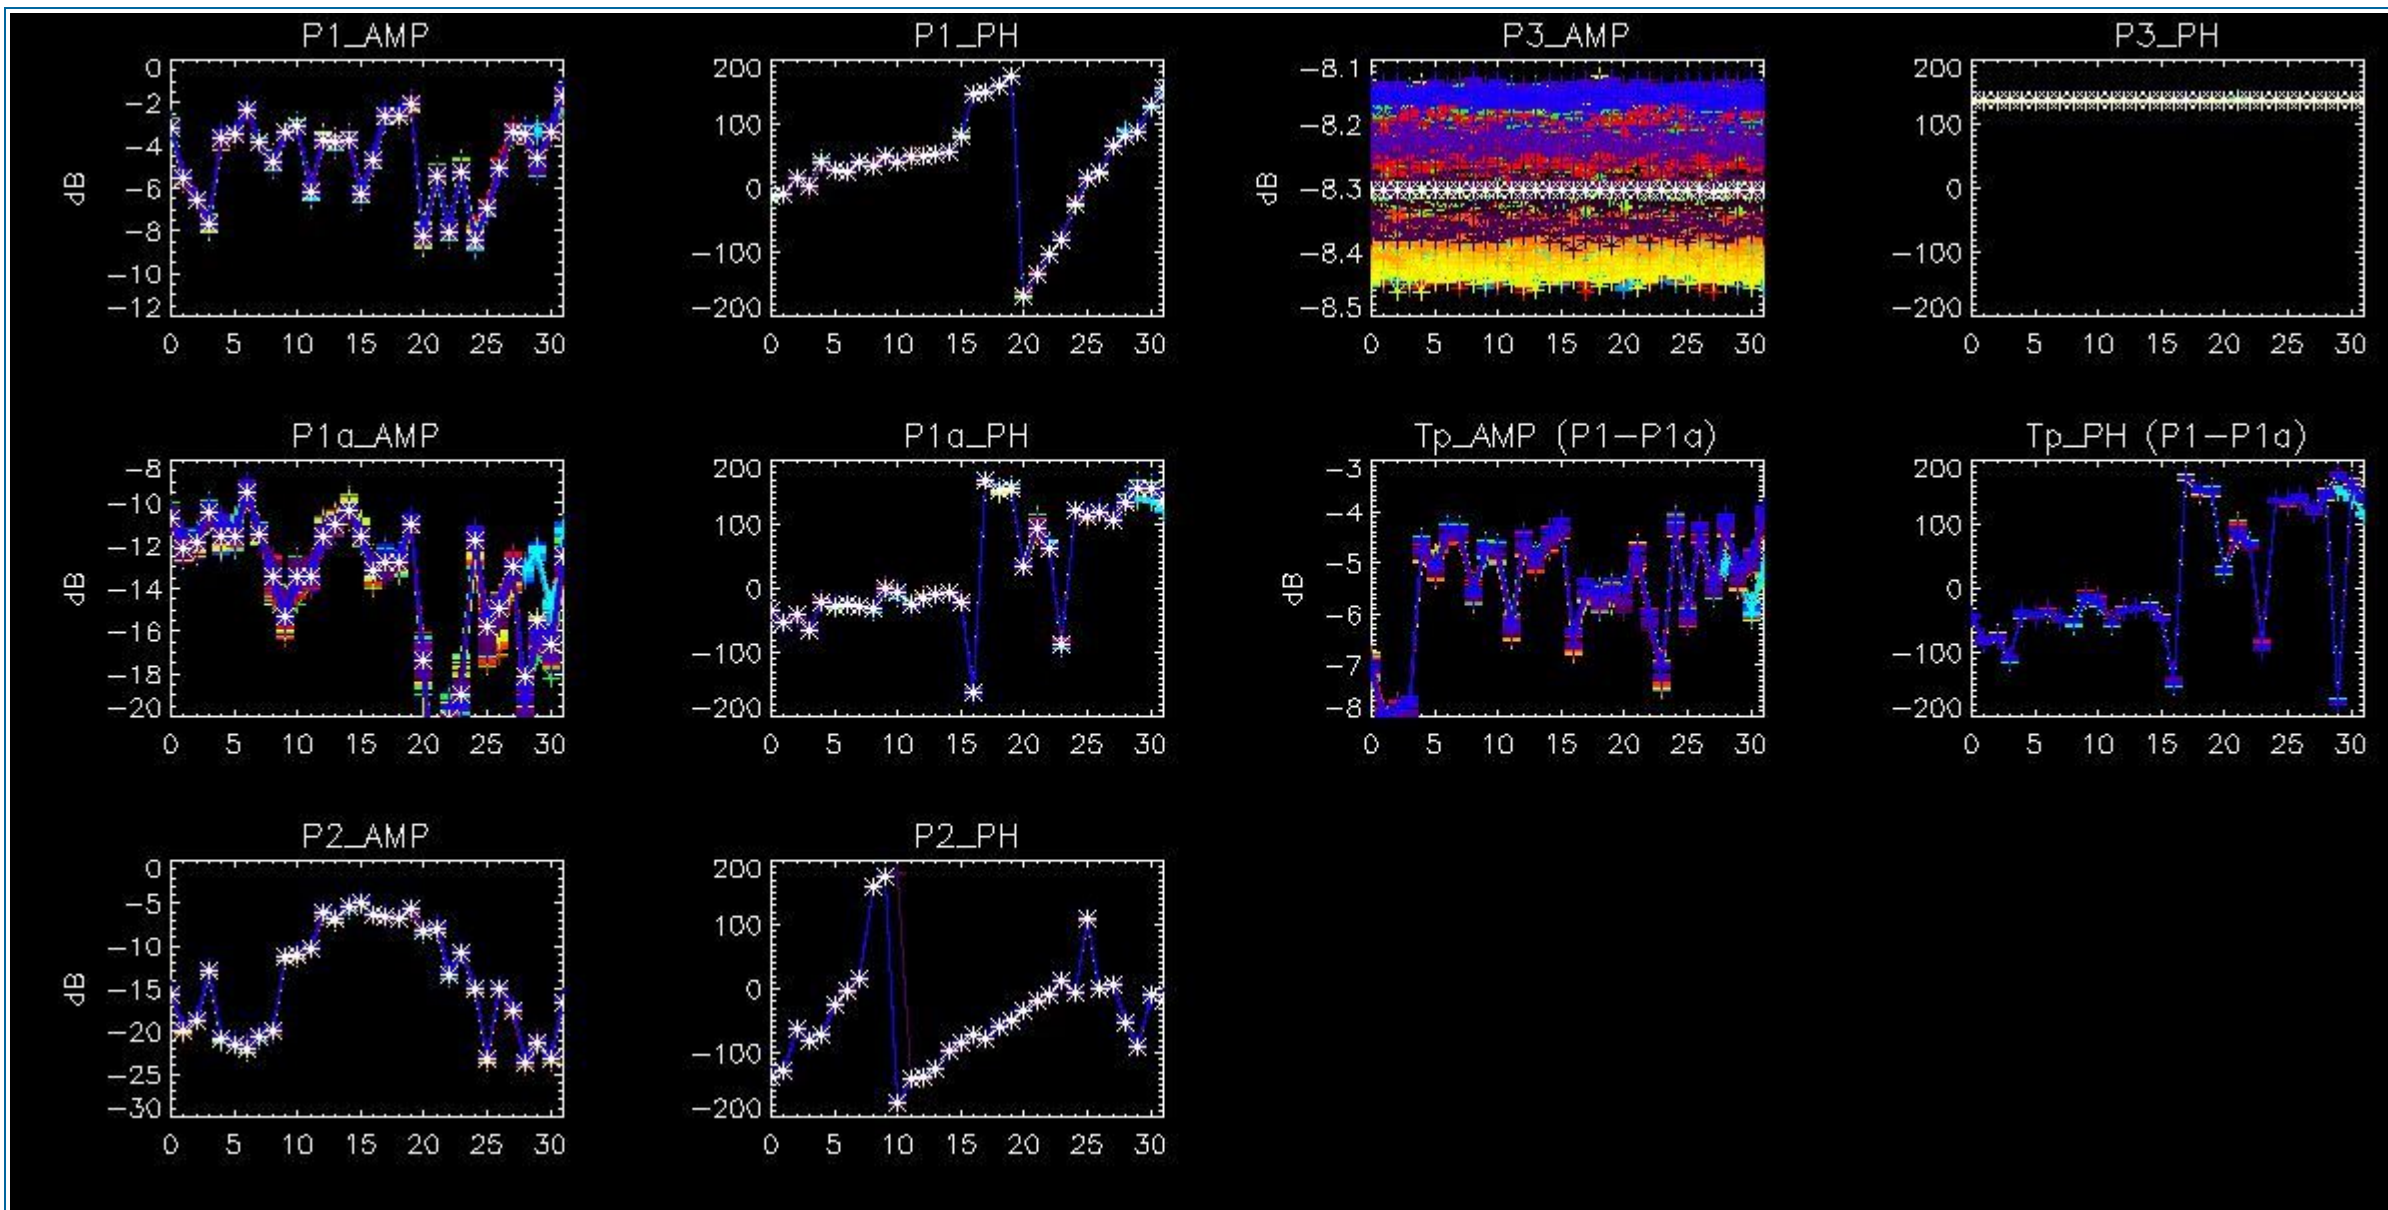 P1_AMP P1_PH P3_AMP P3_PH
0 200 -8.1 200
-2 100 -8.2 100
-4 0 -8.3 0
-6 -100 -8.4 -100
-8 -200 -8.5 -200
-10
-12
dB dB
0 5 10 15 20 25 30 0 5 10 15 20 25 30 0 5 10 15 20 25 30 0 5 10 15 20 25 30
P1a_AMP P1a_PH Tp_AMP (P1-P1a) Tp_PH (P1-P1a)
-8 200 -3 200
-10 100 -4 100
-12 0 -5 0
-14 -100 -6 -100
-16 -200 -7 -200
-18 -8
-20
dB dB
0 5 10 15 20 25 30 0 5 10 15 20 25 30 0 5 10 15 20 25 30 0 5 10 15 20 25 30
P2_AMP P2_PH
0 200
-5 100
-10 0
-15 -100
-20 -200
-25
-30
dB
0 5 10 15 20 25 30 0 5 10 15 20 25 30